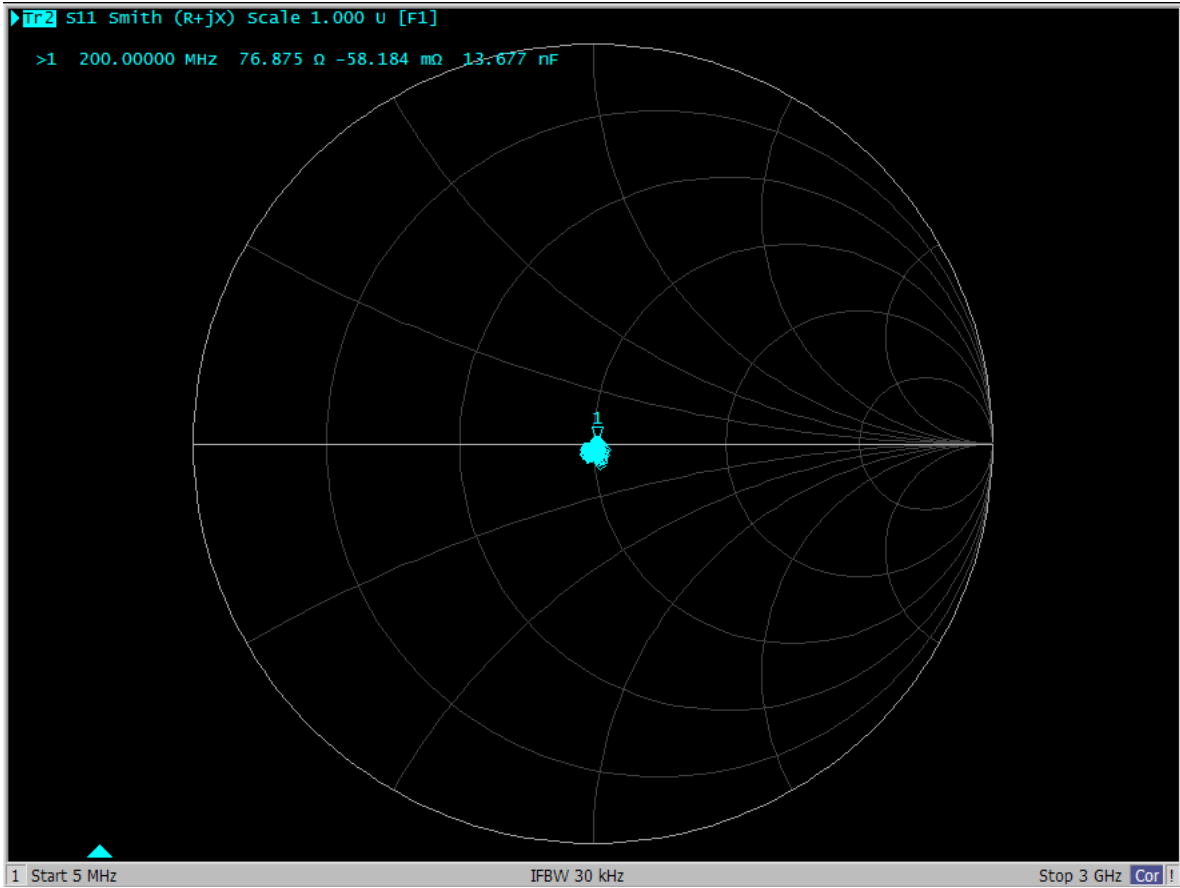 Tr2 S11 Smith (R+jX) Scale 1.000 U [F1]
>1 200.00000 MHz 76.875 Ω -58.184 mΩ 13.677 nF
1
1 Start 5 MHz IFBW 30 kHz Stop 3 GHz Cor !